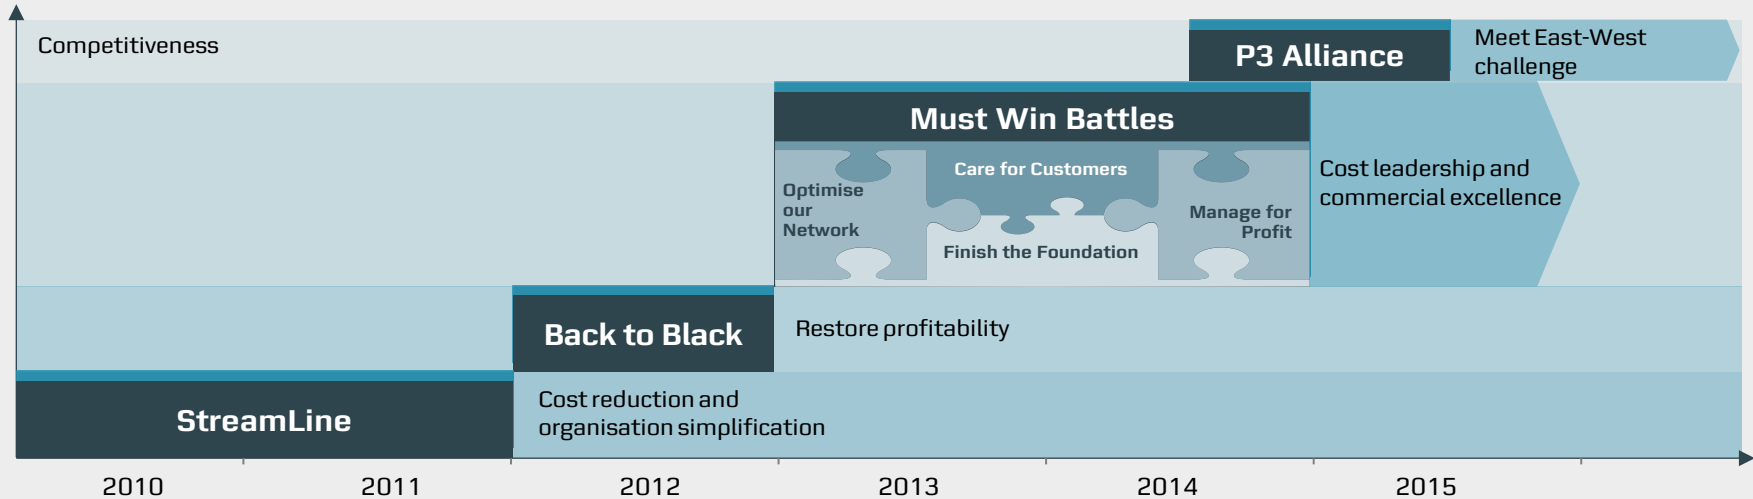 Competitiveness
P3 Alliance
Meet East-West
challenge
Must Win Battles
Optimise
our
Network
Care for Customers
Finish the Foundation
Manage for
Profit
Cost leadership and
commercial excellence
Back to Black
Restore profitability
StreamLine
Cost reduction and
organisation simplification
2010 2011 2012 2013 2014 2015